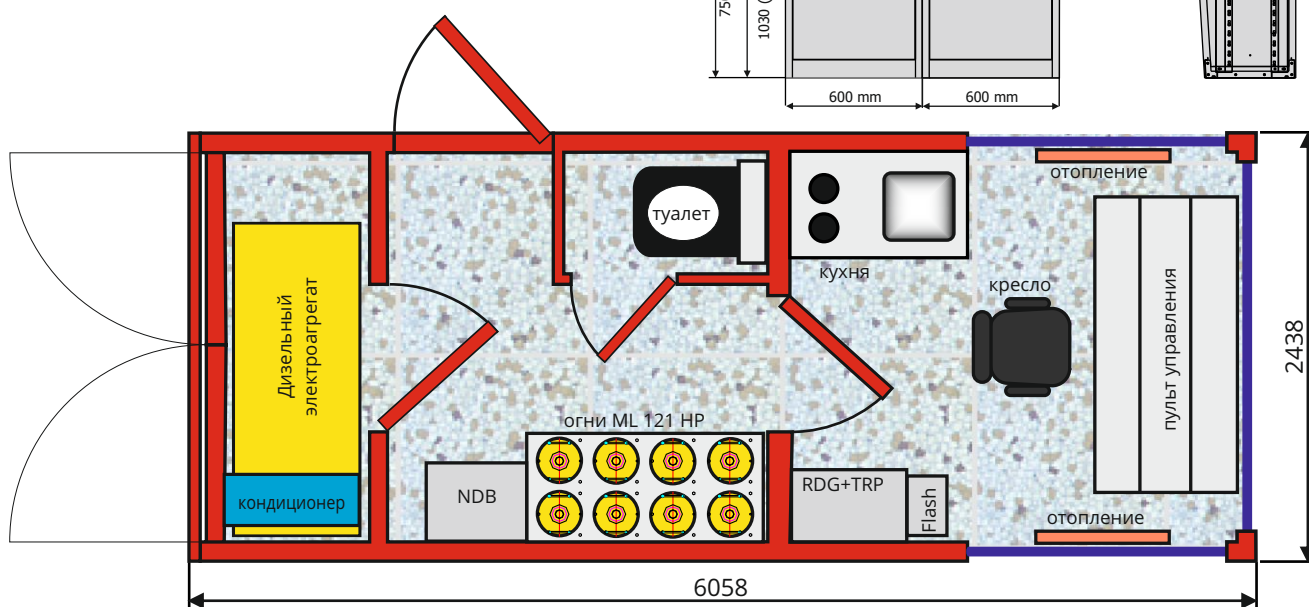 1030 (
600 mm
600 mm
отопление
туалет
кухня
кресло
Дизельный
электроагрегат
пульт управления
2438
огни ML 121 HP
кондиционер
NDB
RDG+TRP
Flash
отопление
6058